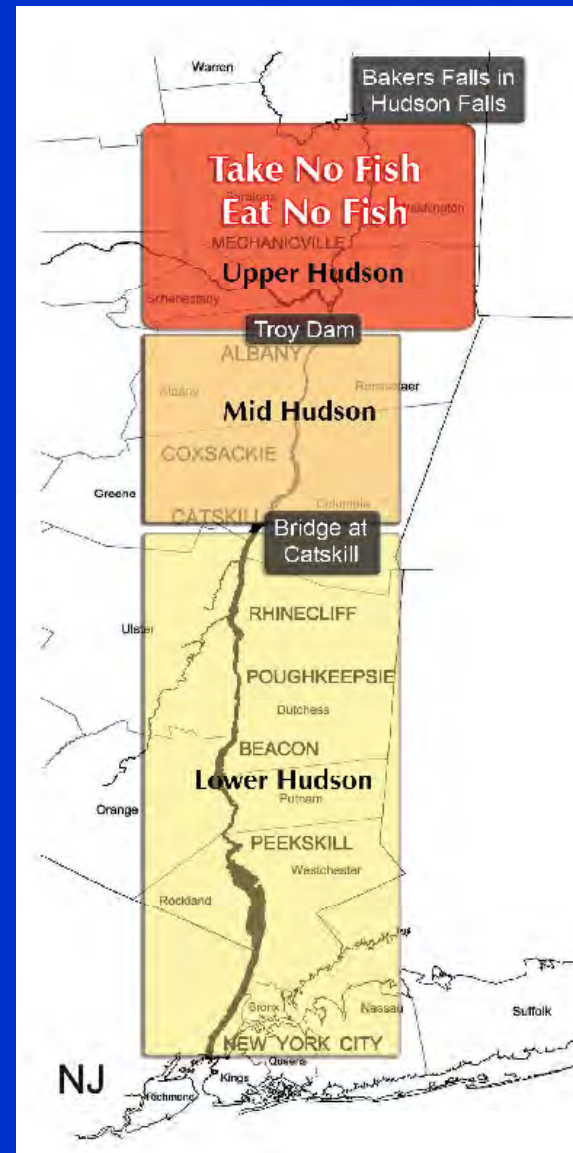 Warren
Bakers Falls in
Hudson Falls
Take No Fish
Saratoga
Eat No Fish
Washington
MECHANICVILLE
Upper Hudson
Schenectady
Troy Dam
ALBANY
Albany
Rensselaer
Mid Hudson
COXSACKIE
Greene
Columbia
CATSKILL
Bridge at
Catskill
RHINECLIFF
Ulster
POUGHKEEPSIE
Dutchess
BEACON
Lower Hudson
Putnam
Orange
PEEKSKILL
Westchester
Rockland
Bronx
Nassau
Suffolk
NEW YORK CITY
Queens
NJ
Kings
Richmond